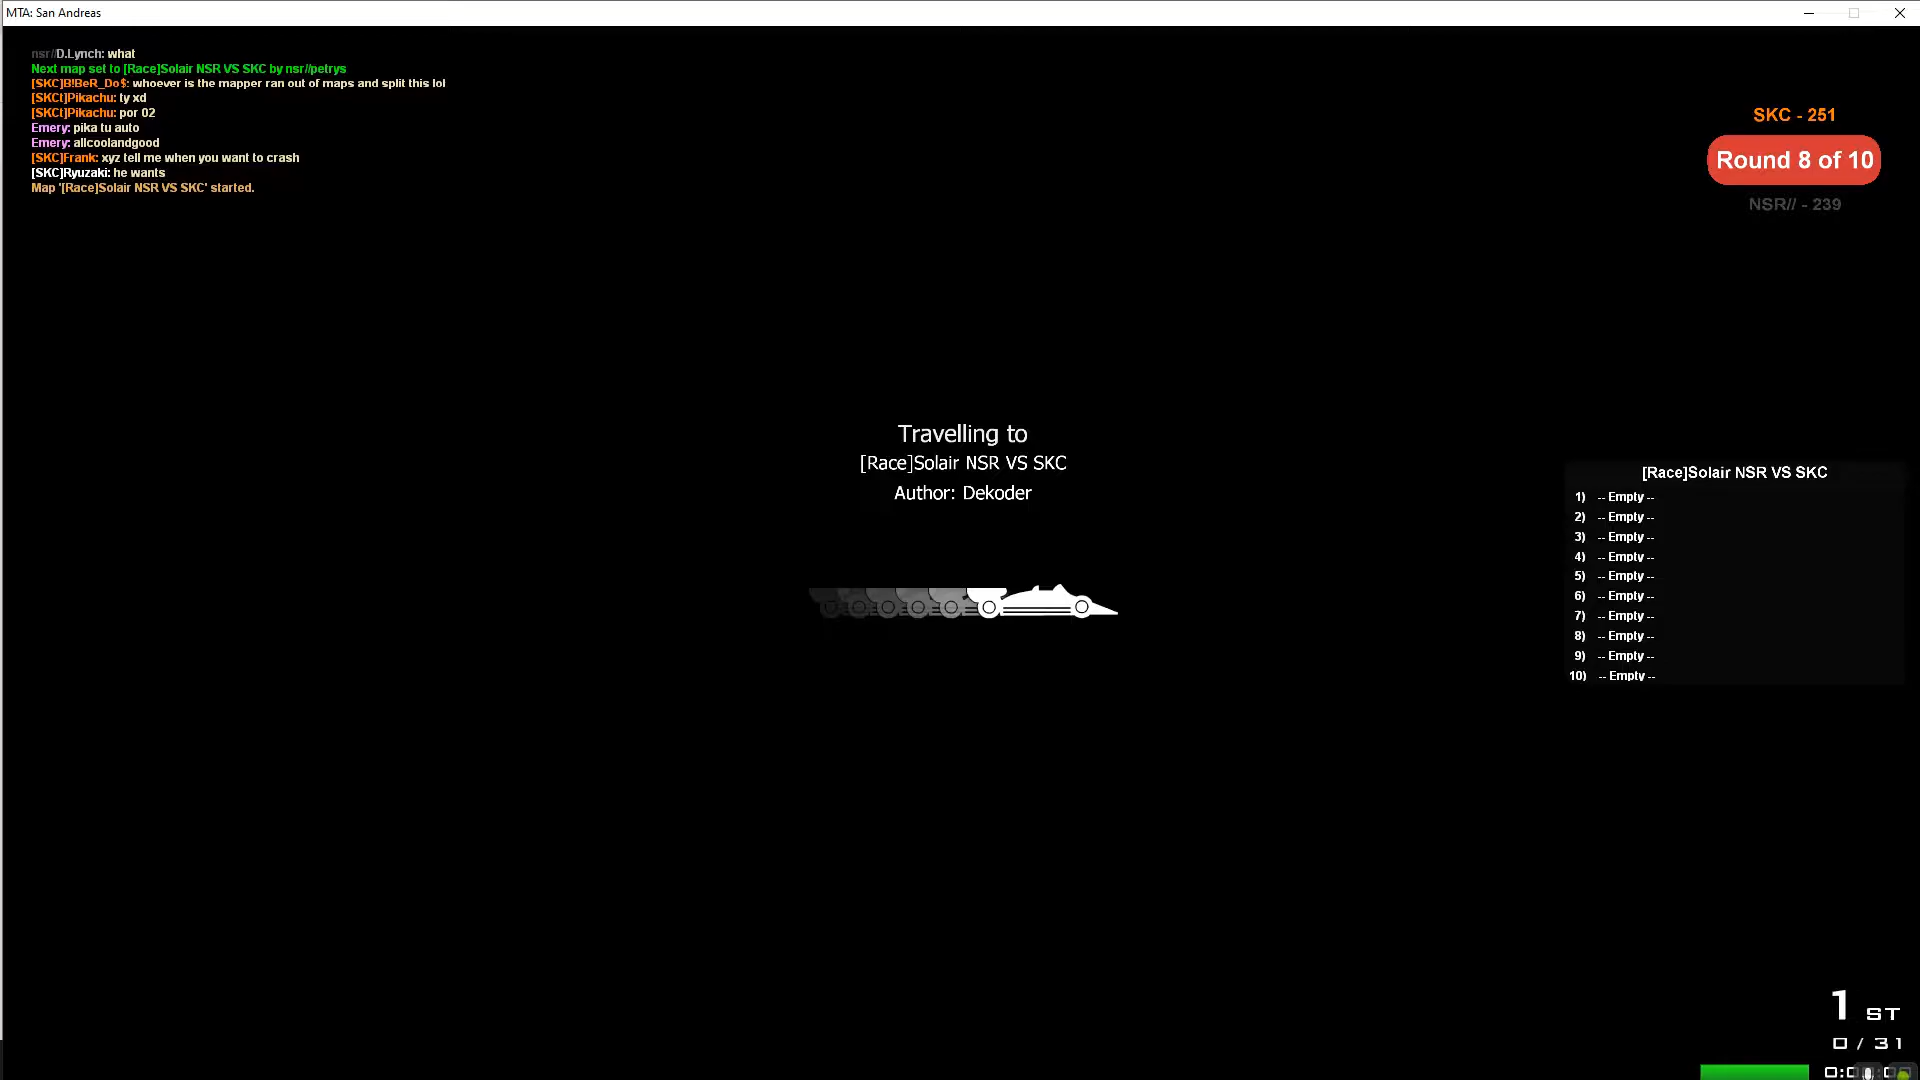 MTA: San Andreas
nsr//D.Lynch: what
Next map set to [Race]Solair NSR VS SKC by nsr//petrys
[SKC]B!BeR_Do$: whoever is the mapper ran out of maps and split this lol
[SKCt]Pikachu: ty xd
[SKCt]Pikachu: por 02
Emery: pika tu auto
Emery: allcoolandgood
[SKC]Frank: xyz tell me when you want to crash
[SKC]Ryuzaki: he wants
Map '[Race]Solair NSR VS SKC' started.
SKC - 251
Round 8 of 10
NSR// - 239
Travelling to
[Race]Solair NSR VS SKC
Author: Dekoder
[Race]Solair NSR VS SKC
1) -- Empty --
2) -- Empty --
3) -- Empty --
4) -- Empty --
5) -- Empty --
6) -- Empty --
7) -- Empty --
8) -- Empty --
9) -- Empty --
10) -- Empty --
1 ST
0 / 31